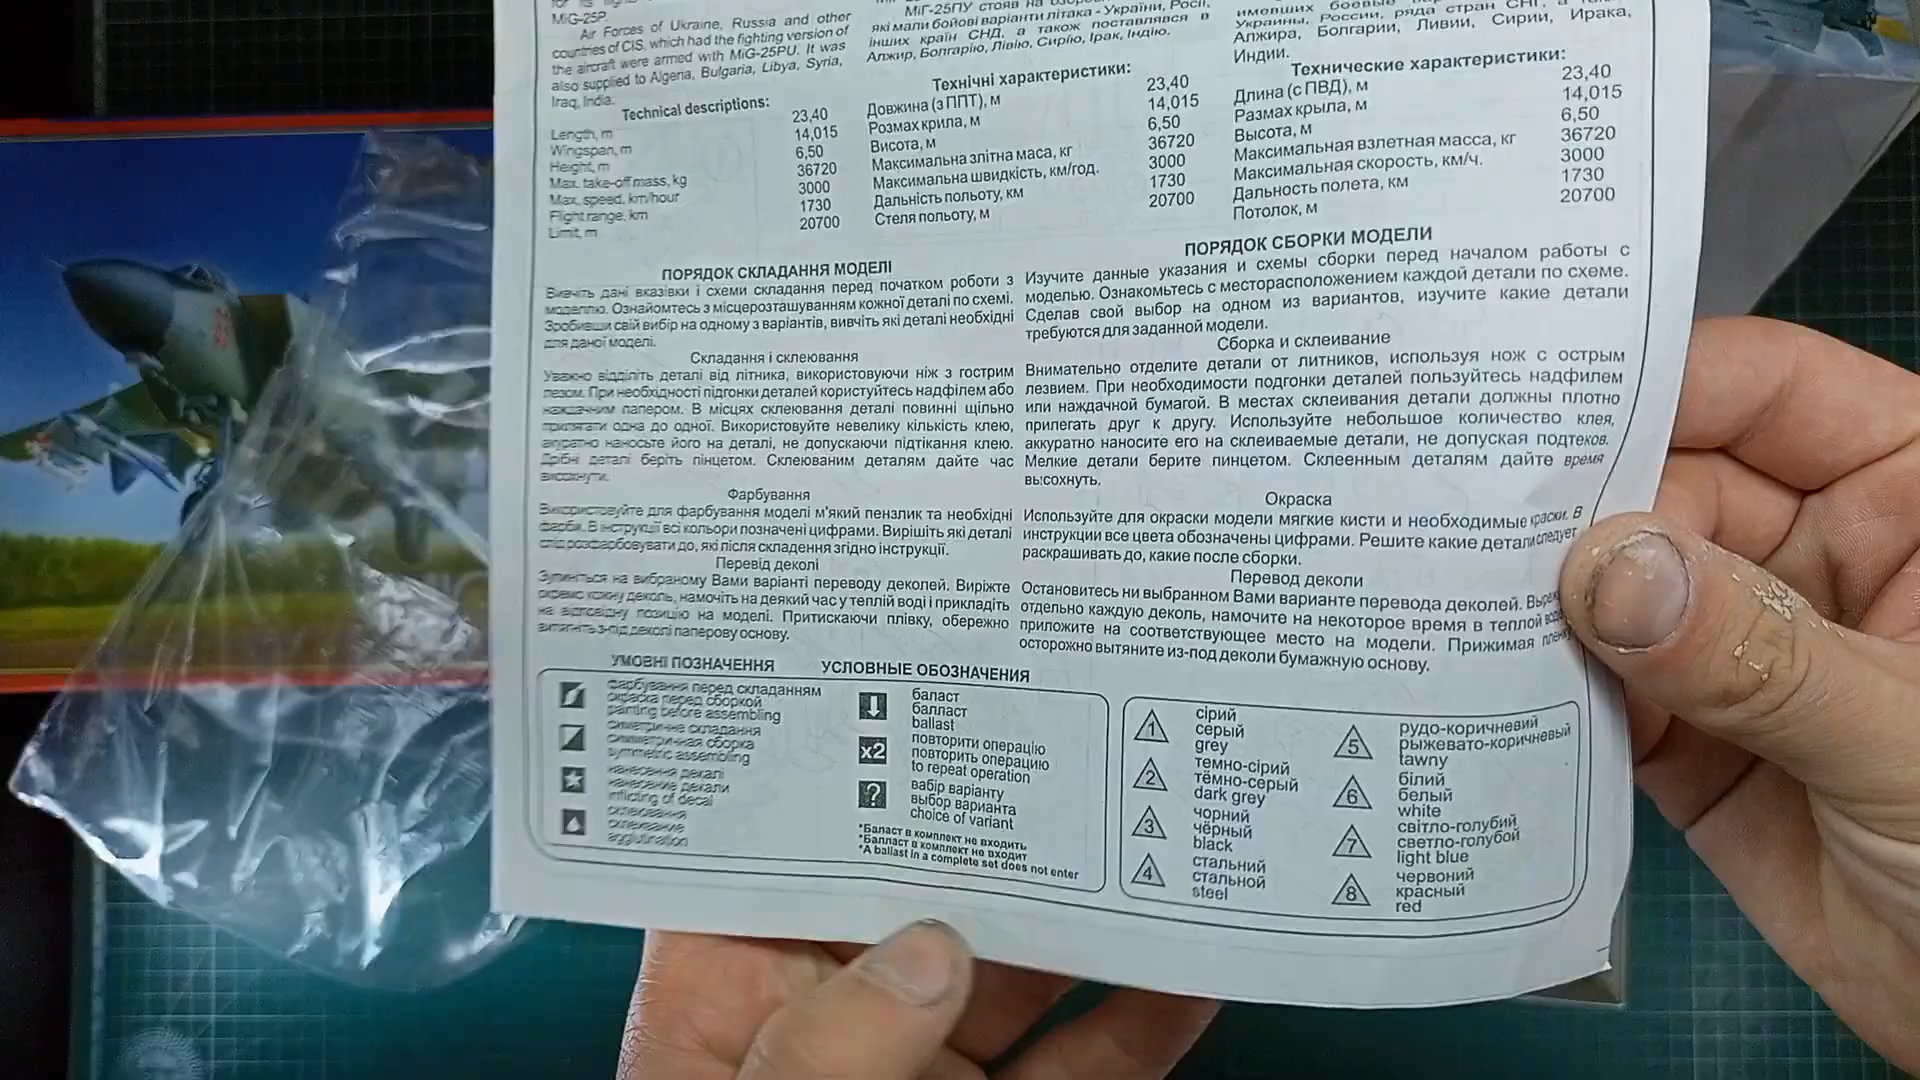 MiG-25P.
Air Forces of Ukraine, Russia and other
countries of CIS, which had the fighting version of
the aircraft were armed with MiG-25PU. It was
also supplied to Algeria, Bulgaria, Libya, Syria,
Iraq, India.
Technical descriptions:
Length, m 23,40
Wingspan, m 14,015
Height, m 6,50
Max. take-off mass, kg 36720
Max. speed, km/hour 3000
Flight range, km 1730
Limit, m 20700
МіГ-25ПУ стояв на
які мали бойові варіанти літака - України, Росії,
інших країн СНД, а також поставлявся в
Алжир, Болгарію, Лівію, Сирію, Ірак, Індію.
Технічні характеристики:
Довжина (з ППТ), м 23,40
Розмах крила, м 14,015
Висота, м 6,50
Максимальна злітна маса, кг 36720
Максимальна швидкість, км/год. 3000
Дальність польоту, км 1730
Стеля польоту, м 20700
имевших боевые
Украины, России, ряда стран СНГ, а
Алжира, Болгарии, Ливии, Сирии, Ирака,
Индии.
Технические характеристики:
Длина (с ПВД), м 23,40
Размах крыла, м 14,015
Высота, м 6,50
Максимальная взлетная масса, кг 36720
Максимальная скорость, км/ч. 3000
Дальность полета, км 1730
Потолок, м 20700
ПОРЯДОК СКЛАДАННЯ МОДЕЛІ
Вивчіть дані вказівки і схеми складання перед початком роботи з
моделлю. Ознайомтесь з місцерозташуванням кожної деталі по схемі.
Зробивши свій вибір на одному з варіантів, вивчіть які деталі необхідні
для даної моделі.
Складання і склеювання
Уважно відділіть деталі від літника, використовуючи ніж з гострим
лезом. При необхідності підгонки деталей користуйтесь надфілем або
наждачним папером. В місцях склеювання деталі повинні щільно
прилягати одна до одної. Використовуйте невелику кількість клею,
акуратно наносьте його на деталі, не допускаючи підтікання клею.
Дрібні деталі беріть пінцетом. Склеюваним деталям дайте час
висохнути.
Фарбування
Використовуйте для фарбування моделі м'який пензлик та необхідні
фарби. В інструкції всі кольори позначені цифрами. Вирішіть які деталі
слід розфарбовувати до, які після складення згідно інструкції.
Перевід деколі
Зупиніться на вибраному Вами варіанті переводу деколей. Виріжте
окремо кожну деколь, намочіть на деякий час у теплій воді і прикладіть
на відповідну позицію на моделі. Притискаючи плівку, обережно
витягніть з-під деколі паперову основу.
ПОРЯДОК СБОРКИ МОДЕЛИ
Изучите данные указания и схемы сборки перед началом работы с
моделью. Ознакомьтесь с месторасположением каждой детали по схеме.
Сделав свой выбор на одном из вариантов, изучите какие детали
требуются для заданной модели.
Сборка и склеивание
Внимательно отделите детали от литников, используя нож с острым
лезвием. При необходимости подгонки деталей пользуйтесь надфилем
или наждачной бумагой. В местах склеивания детали должны плотно
прилегать друг к другу. Используйте небольшое количество клея,
аккуратно наносите его на склеиваемые детали, не допуская подтеков.
Мелкие детали берите пинцетом. Склеенным деталям дайте время
высохнуть.
Окраска
Используйте для окраски модели мягкие кисти и необходимые краски. В
инструкции все цвета обозначены цифрами. Решите какие детали следует
раскрашивать до, какие после сборки.
Перевод деколи
Остановитесь ни выбранном Вами варианте перевода деколей.
отдельно каждую деколь, намочите на некоторое время в теплой
приложите на соответствующее место на модели. Прижимая
осторожно вытяните из-под деколи бумажную основу.
УМОВНІ ПОЗНАЧЕННЯ УСЛОВНЫЕ ОБОЗНАЧЕНИЯ
фарбування перед складанням
окраска перед сборкой
painting before assembling
симетричне складання
симметричная сборка
symmetric assembling
нанесення декалі
нанесение декали
inflicting of decal
склеювання
склеивание
agglutination
баласт
балласт
ballast
x2
повторити операцію
повторить операцию
to repeat operation
?
вабір варіанту
выбор варианта
choice of variant
*Баласт в комплект не входить
*Балласт в комплект не входит
*A ballast in a complete set does not enter
1
сірий
серый
grey
2
темно-сірий
тёмно-серый
dark grey
3
чорний
чёрный
black
4
стальний
стальной
steel
5
рудо-коричневий
рыжевато-коричневый
tawny
6
білий
белый
white
7
світло-голубий
светло-голубой
light blue
8
червоний
красный
red